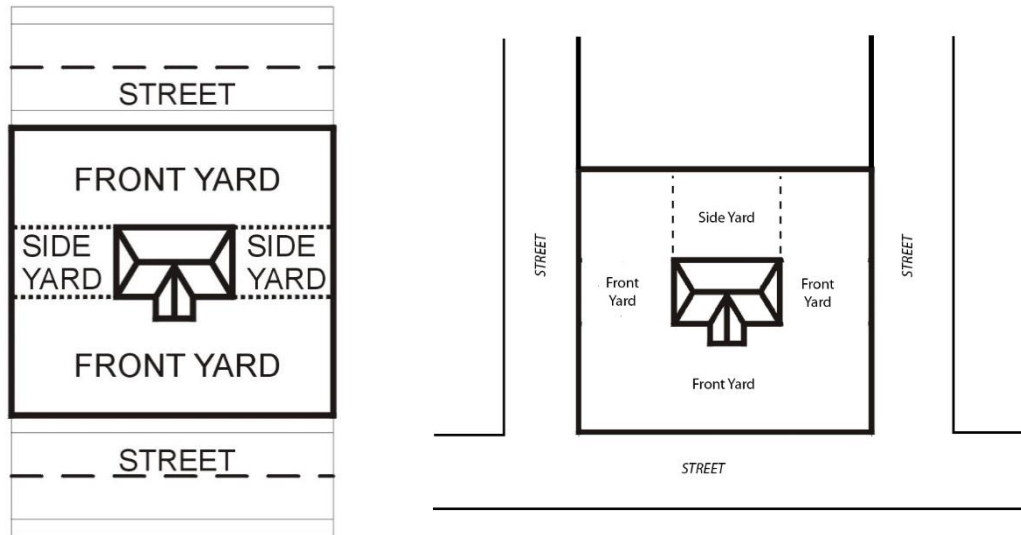 STREET
FRONT YARD
SIDE
YARD
SIDE
YARD
FRONT YARD
STREET
Side Yard
STREET
STREET
Front
Yard
Front
Yard
Front Yard
STREET